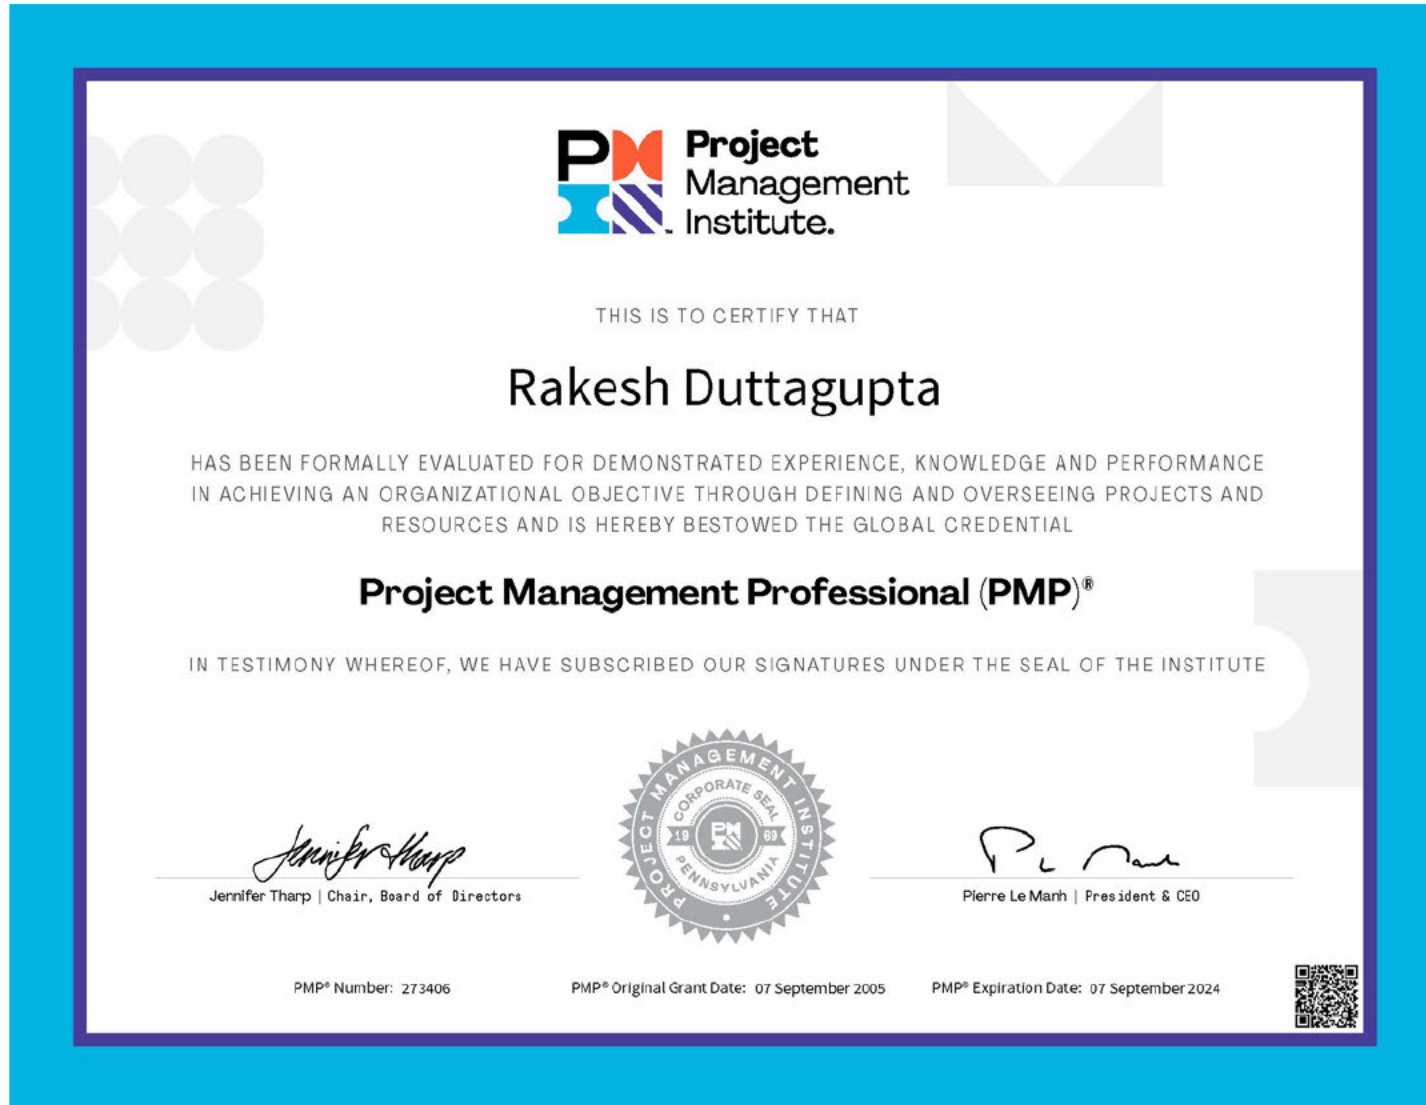 PM
Project
Management
Institute.
THIS IS TO CERTIFY THAT
Rakesh Duttagupta
HAS BEEN FORMALLY EVALUATED FOR DEMONSTRATED EXPERIENCE, KNOWLEDGE AND PERFORMANCE
IN ACHIEVING AN ORGANIZATIONAL OBJECTIVE THROUGH DEFINING AND OVERSEEING PROJECTS AND
RESOURCES AND IS HEREBY BESTOWED THE GLOBAL CREDENTIAL
Project Management Professional (PMP)®
IN TESTIMONY WHEREOF, WE HAVE SUBSCRIBED OUR SIGNATURES UNDER THE SEAL OF THE INSTITUTE
PROJECT MANAGEMENT INSTITUTE
CORPORATE SEAL
19 PM 69
PENNSYLVANIA
Jennifer Tharp
Jennifer Tharp | Chair, Board of Directors
Pierre Le Manh | President & CEO
PMP® Number: 273406
PMP® Original Grant Date: 07 September 2005
PMP® Expiration Date: 07 September 2024